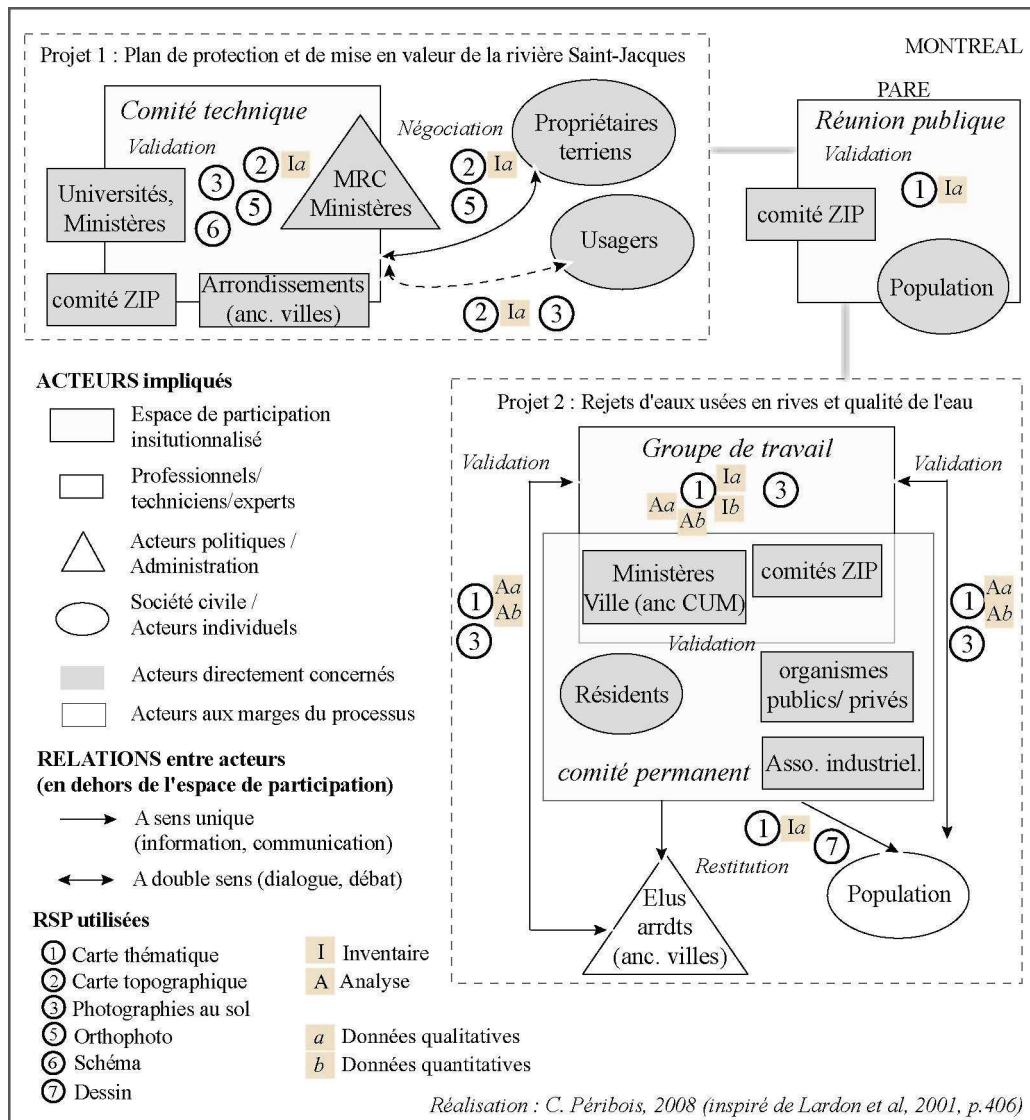 Projet 1 : Plan de protection et de mise en valeur de la rivière Saint-Jacques
Comité technique
Validation
2 Ia
3
5
6
Universités,
Ministères
MRC
Ministères
comité ZIP
Arrondissements
(anc. villes)
Négociation
2 Ia
5
Propriétaires
terriens
Usagers
2 Ia 3
MONTREAL
PARE
Réunion publique
Validation
1 Ia
comité ZIP
Population
ACTEURS impliqués
Espace de participation
insitutionnalisé
Professionnels/
techniciens/experts
Acteurs politiques /
Administration
Société civile /
Acteurs individuels
Acteurs directement concernés
Acteurs aux marges du processus
RELATIONS entre acteurs
(en dehors de l'espace de participation)
A sens unique
(information, communication)
A double sens (dialogue, débat)
RSP utilisées
1 Carte thématique
2 Carte topographique
3 Photographies au sol
5 Orthophoto
6 Schéma
7 Dessin
I Inventaire
A Analyse
a Données qualitatives
b Données quantitatives
Projet 2 : Rejets d'eaux usées en rives et qualité de l'eau
Validation
Groupe de travail
Validation
Ia
1 3
Aa Ib
Ab
Ministères
Ville (anc CUM)
comités ZIP
1 Aa
Ab
3
1 Aa
Ab
3
Validation
Résidents
organismes
publics/ privés
comité permanent
Asso. industriel.
1 Ia 7
Restitution
Elus
arrdts
(anc. villes)
Population
Réalisation : C. Péribois, 2008 (inspiré de Lardon et al, 2001, p.406)